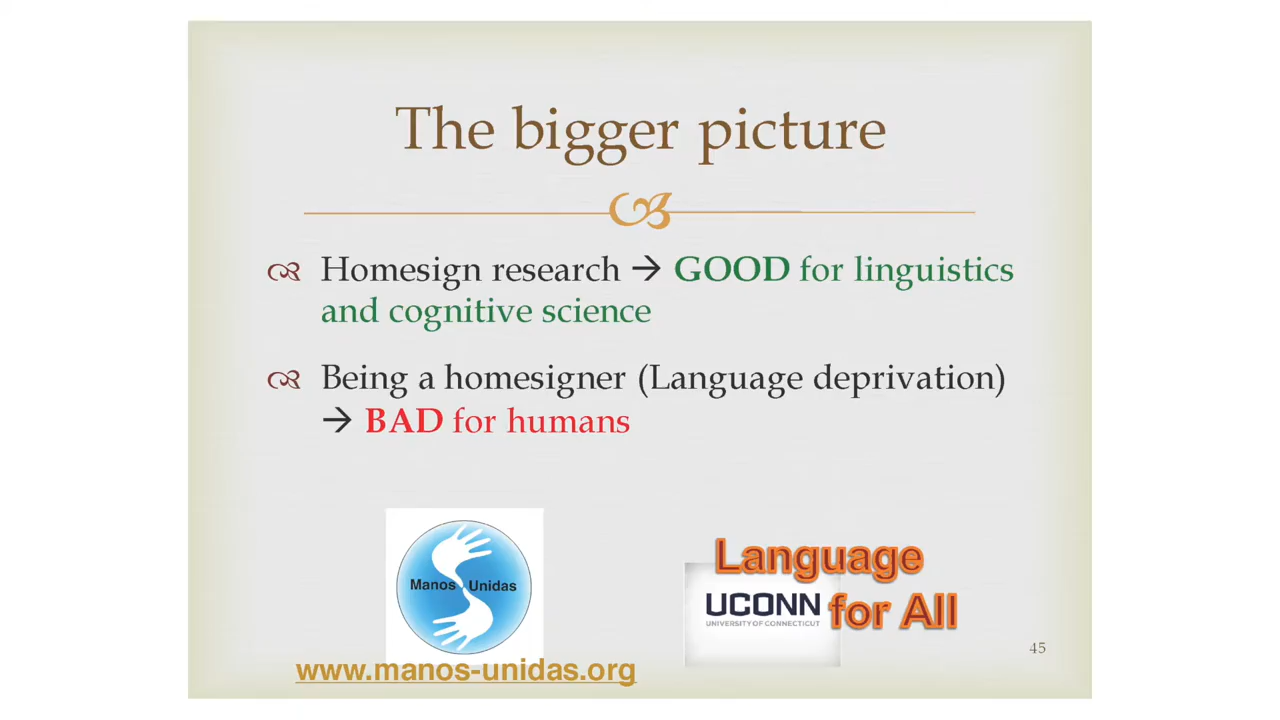 The bigger picture
Homesign research → GOOD for linguistics
and cognitive science
Being a homesigner (Language deprivation)
→ BAD for humans
Manos Unidas
www.manos-unidas.org
Language
for All
UCONN
UNIVERSITY OF CONNECTICUT
45